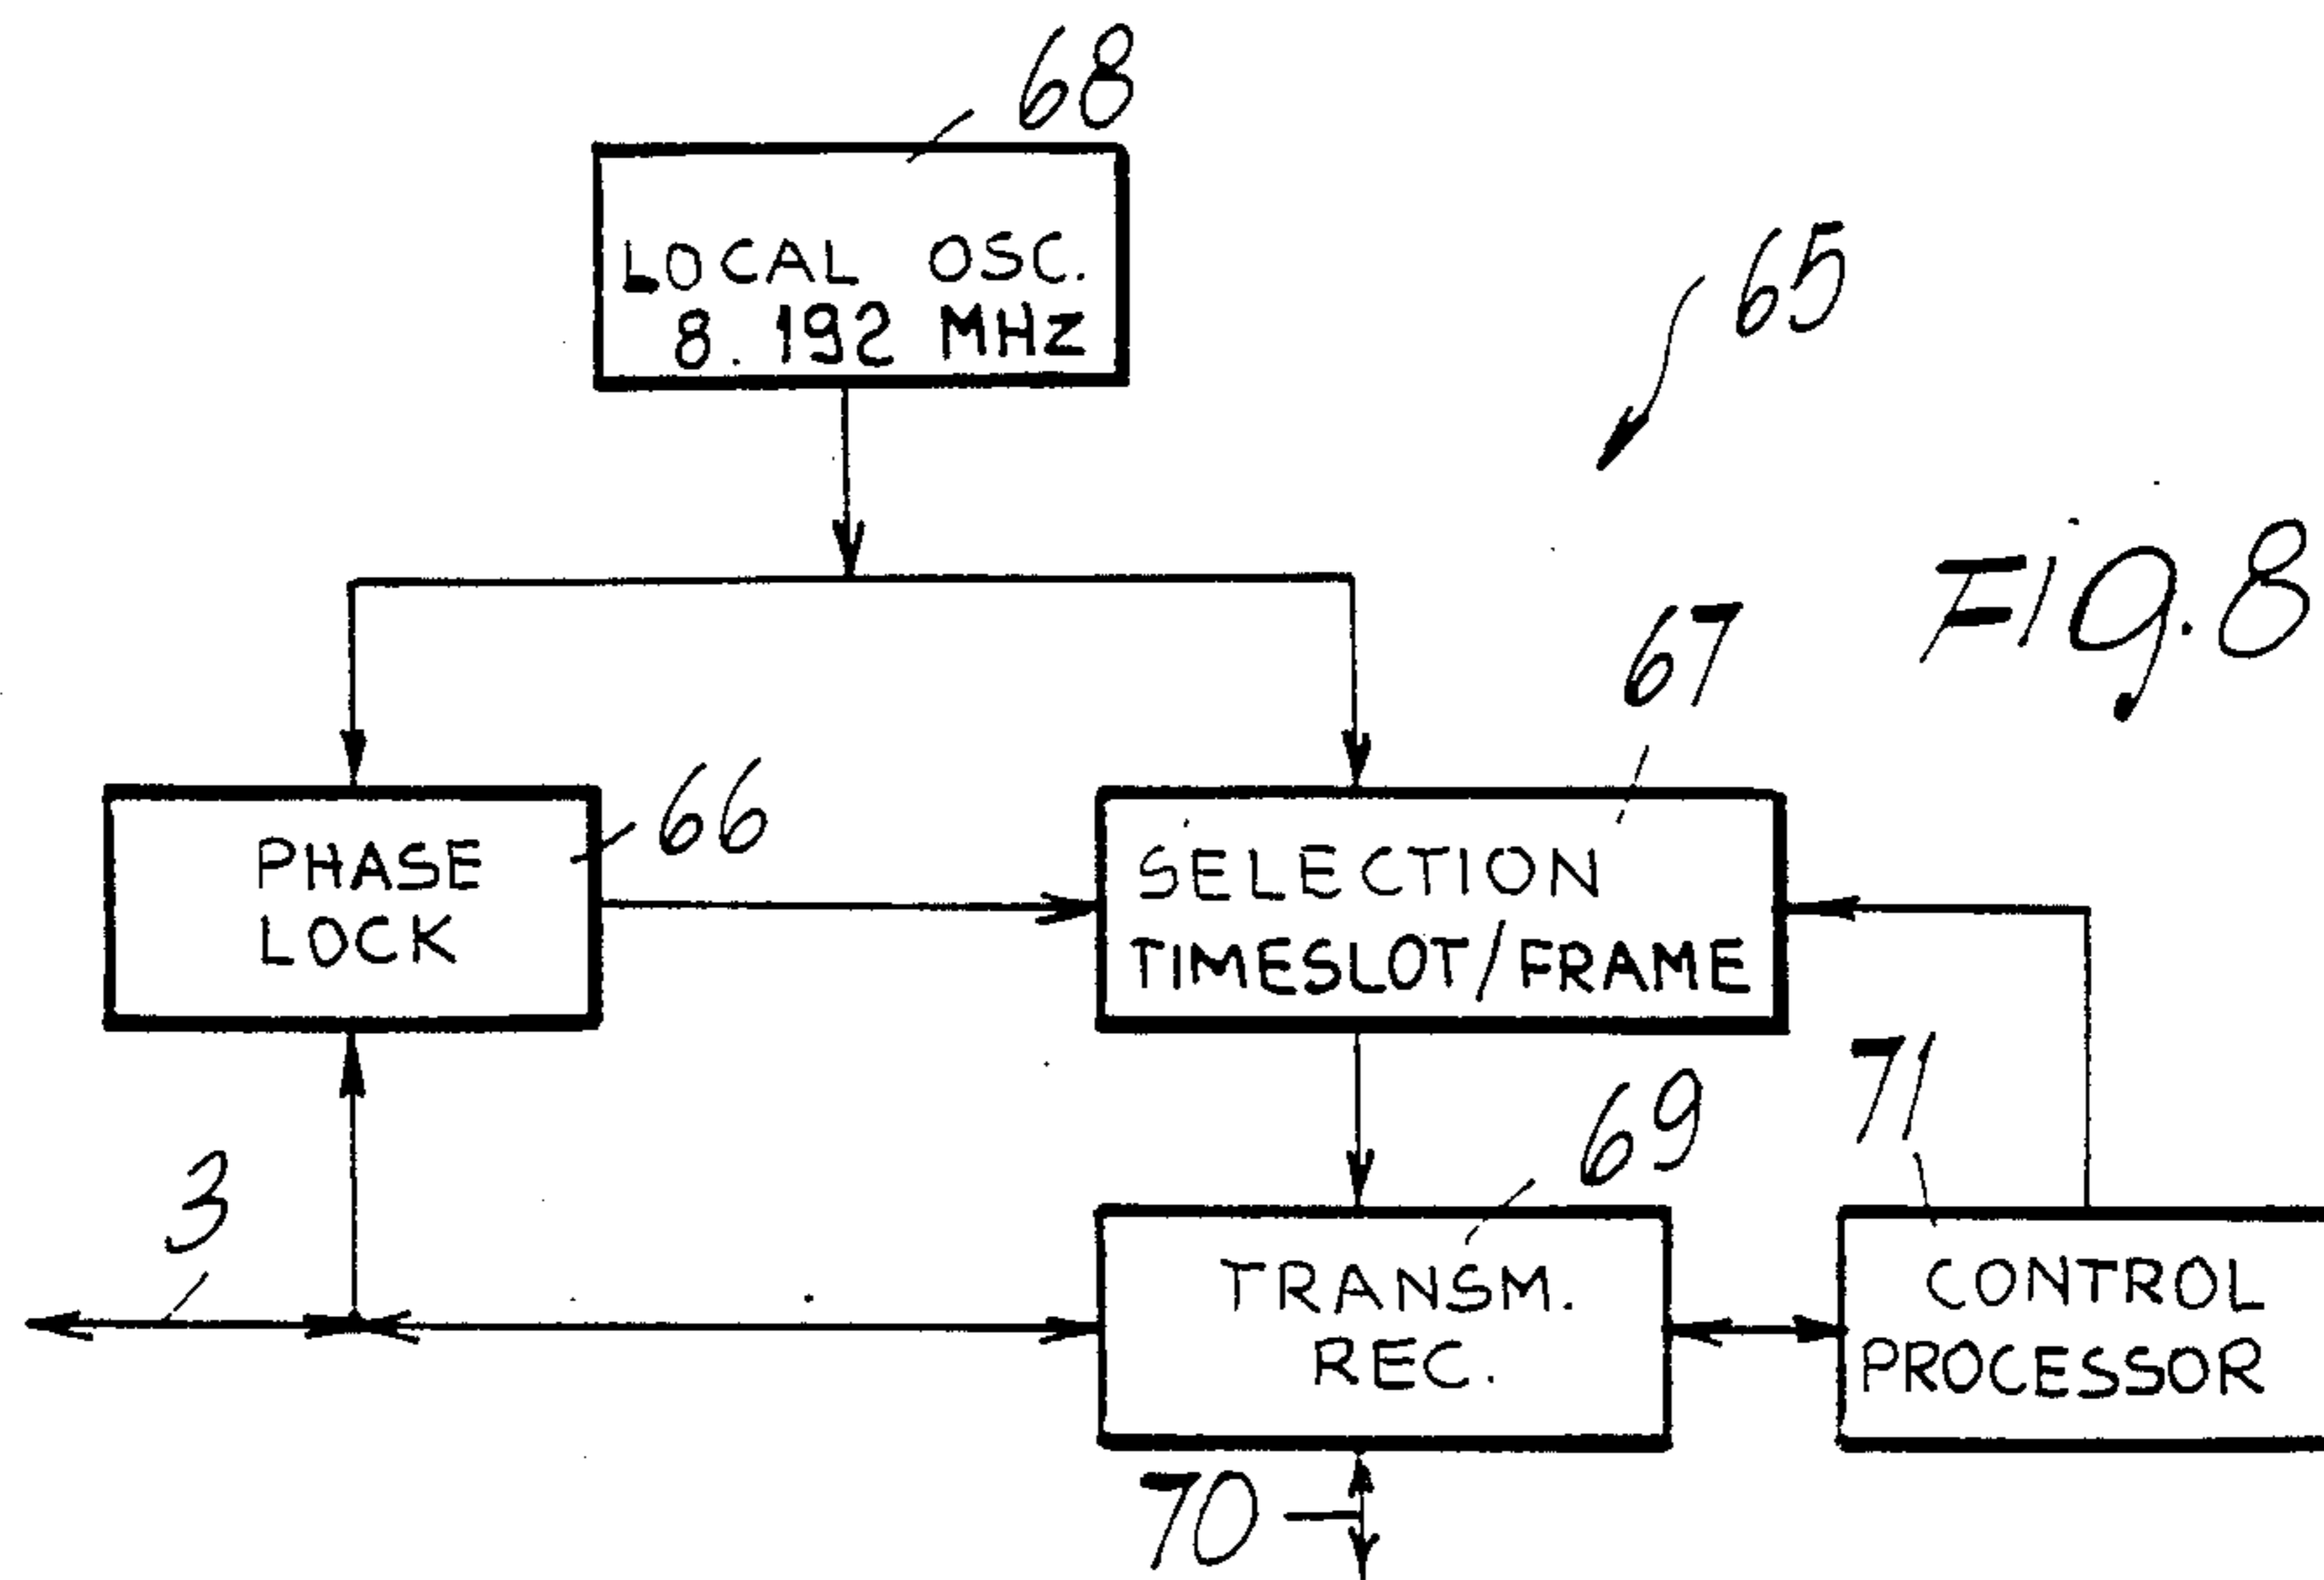 68
LOCAL OSC.
8.192 MHZ
65
Fig.8
67
66
PHASE
LOCK
SELECTION
TIMESLOT/FRAME
71
69
3
TRANSM.
REC.
CONTROL
PROCESSOR
70